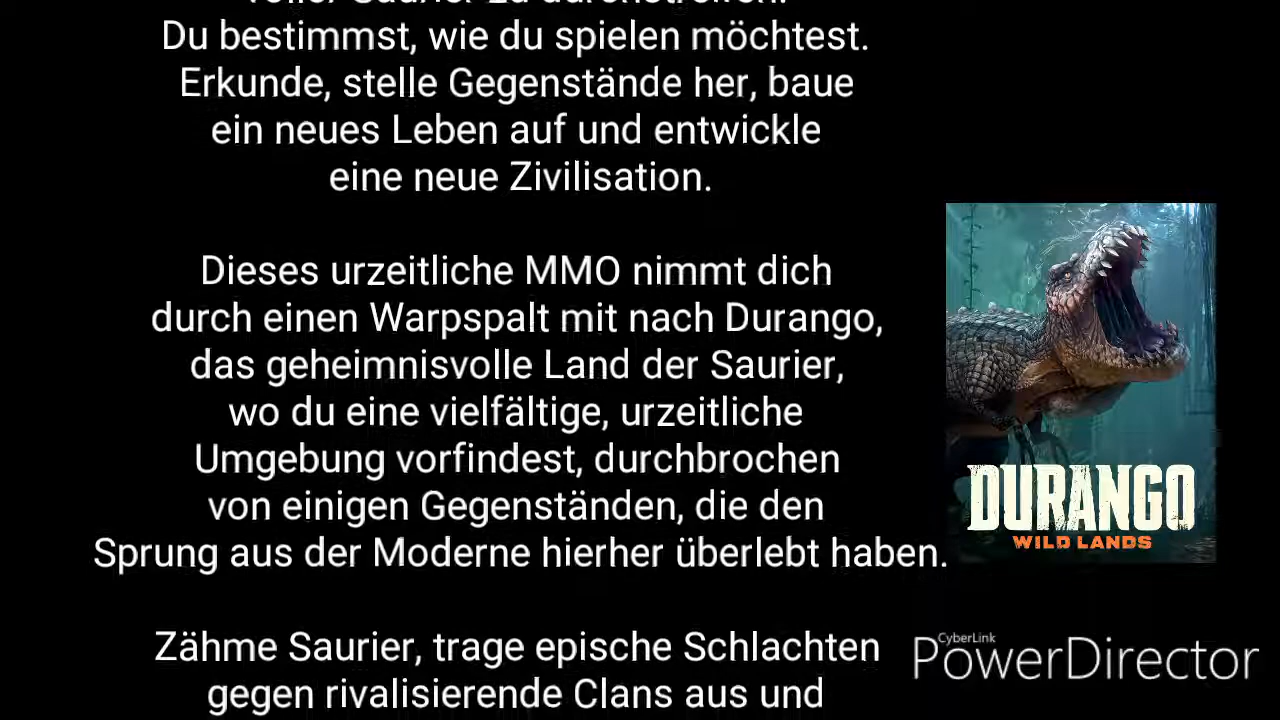 Du bestimmst, wie du spielen möchtest.
Erkunde, stelle Gegenstände her, baue
ein neues Leben auf und entwickle
eine neue Zivilisation.
Dieses urzeitliche MMO nimmt dich
durch einen Warpspalt mit nach Durango,
das geheimnisvolle Land der Saurier,
wo du eine vielfältige, urzeitliche
Umgebung vorfindest, durchbrochen
von einigen Gegenständen, die den
Sprung aus der Moderne hierher überlebt haben.
Zähme Saurier, trage epische Schlachten
gegen rivalisierende Clans aus und
DURANGO
WILD LANDS
CyberLink
PowerDirector